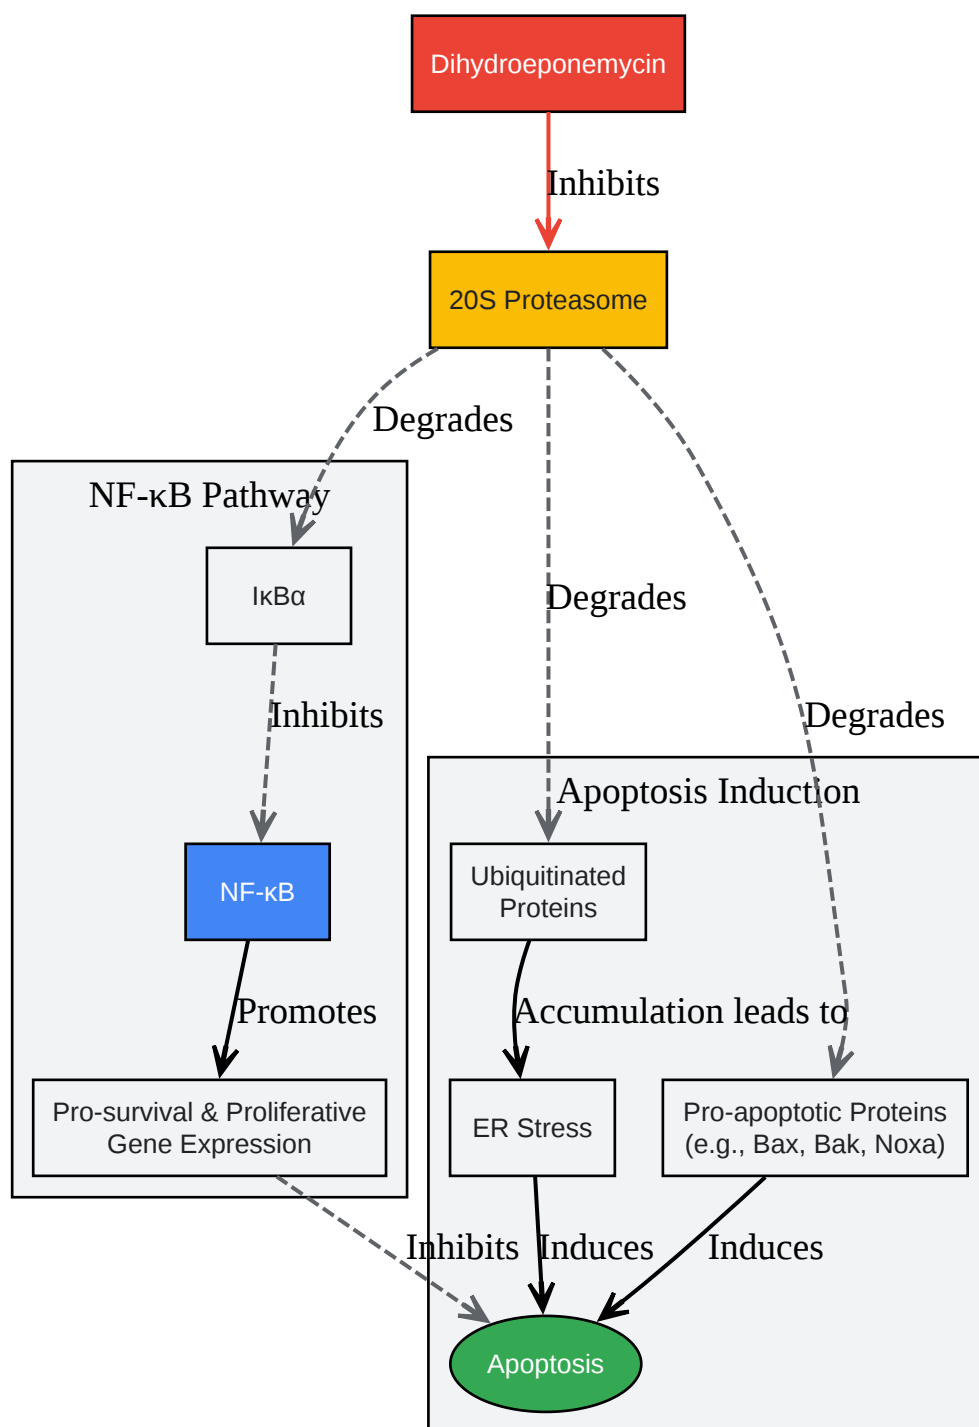 Dihydroeponemycin
Inhibits
20S Proteasome
Degrades
NF-κB Pathway
IκBα
Degrades
Inhibits
Degrades
Apoptosis Induction
Ubiquitinated
Proteins
NF-κB
Promotes
Accumulation leads to
Pro-survival & Proliferative
Gene Expression
ER Stress
Pro-apoptotic Proteins
(e.g., Bax, Bak, Noxa)
Inhibits
Induces
Induces
Apoptosis